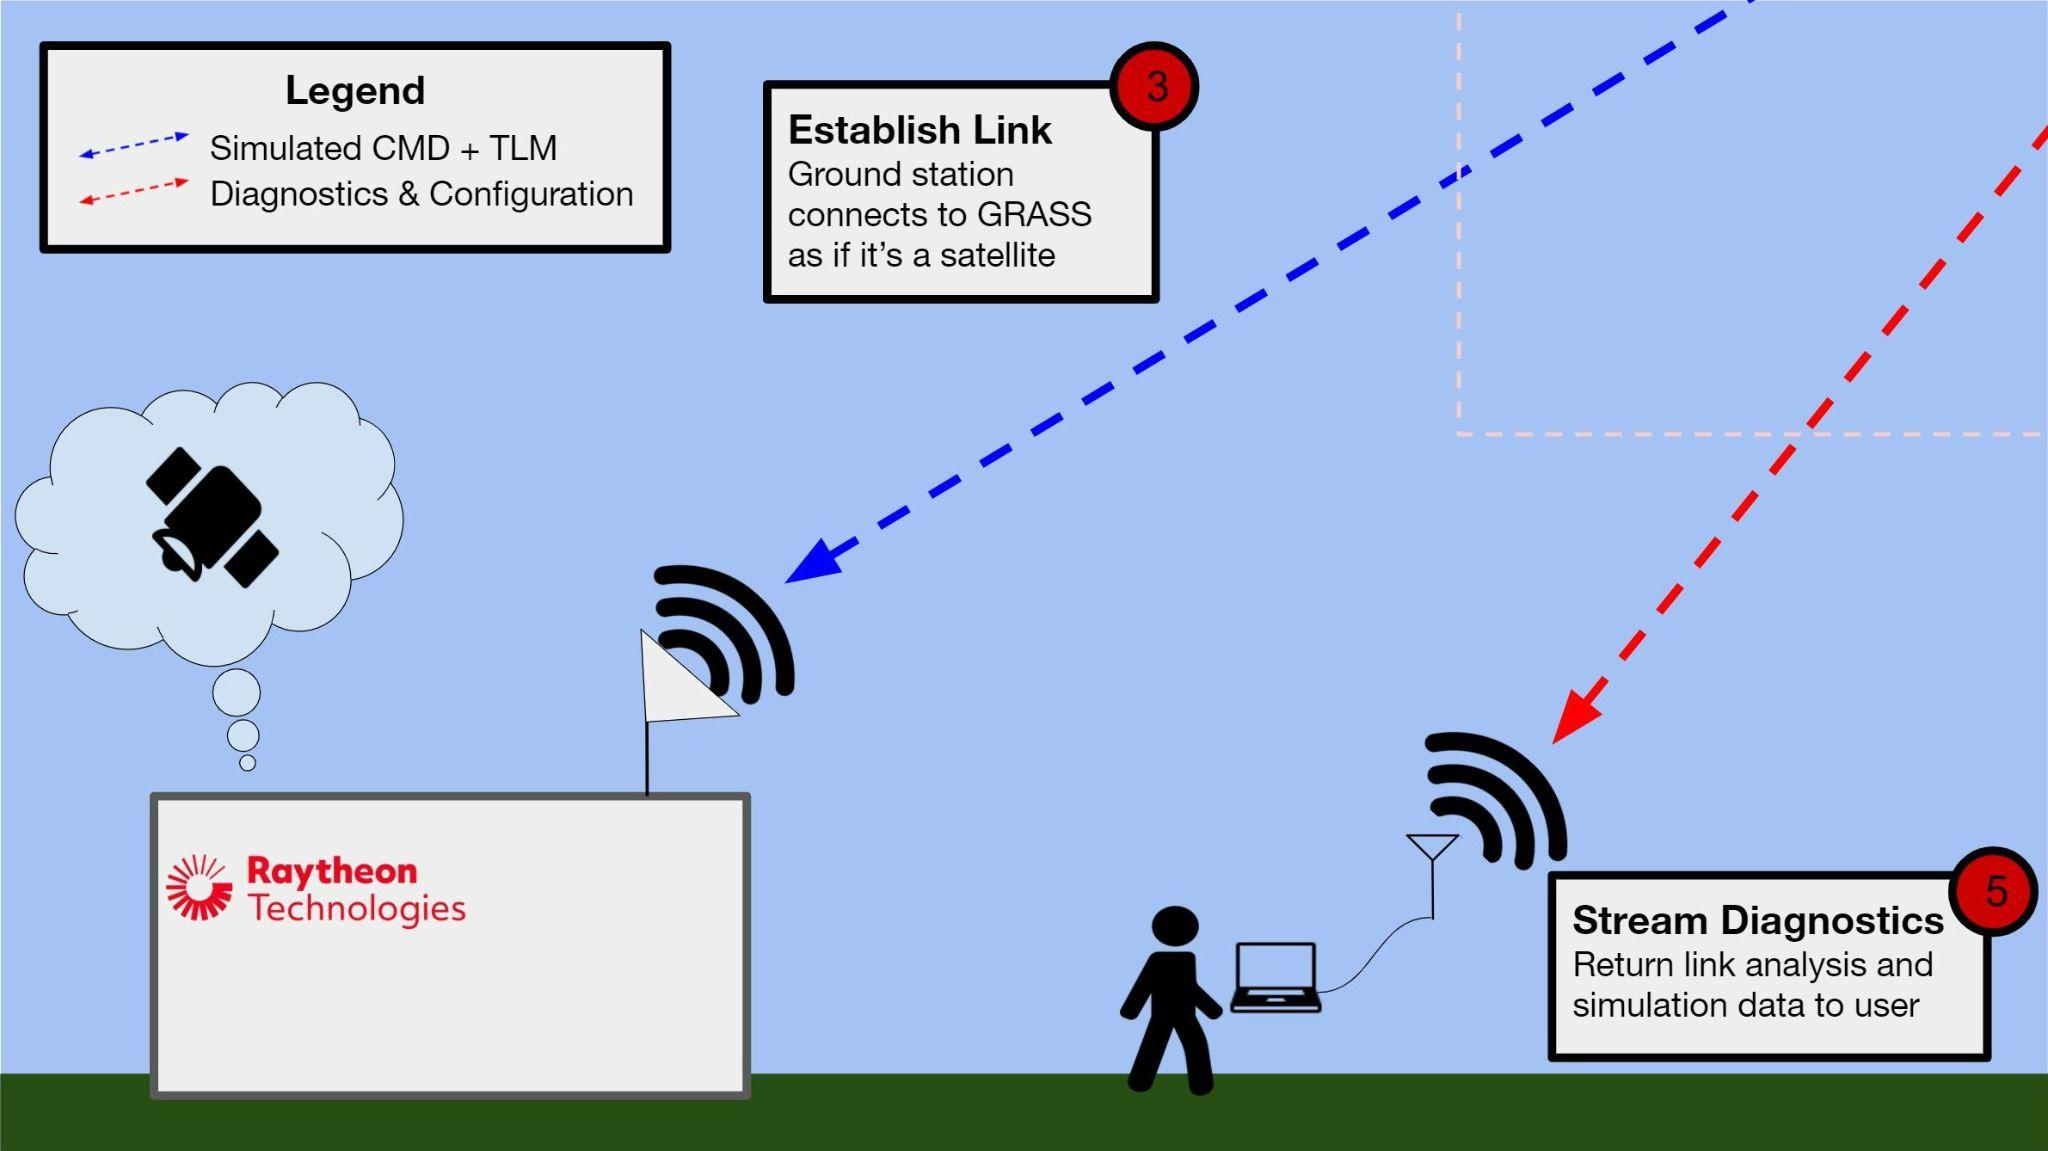 Legend
Simulated CMD + TLM
Diagnostics & Configuration
3
Establish Link
Ground station
connects to GRASS
as if it’s a satellite
Raytheon
Technologies
5
Stream Diagnostics
Return link analysis and
simulation data to user